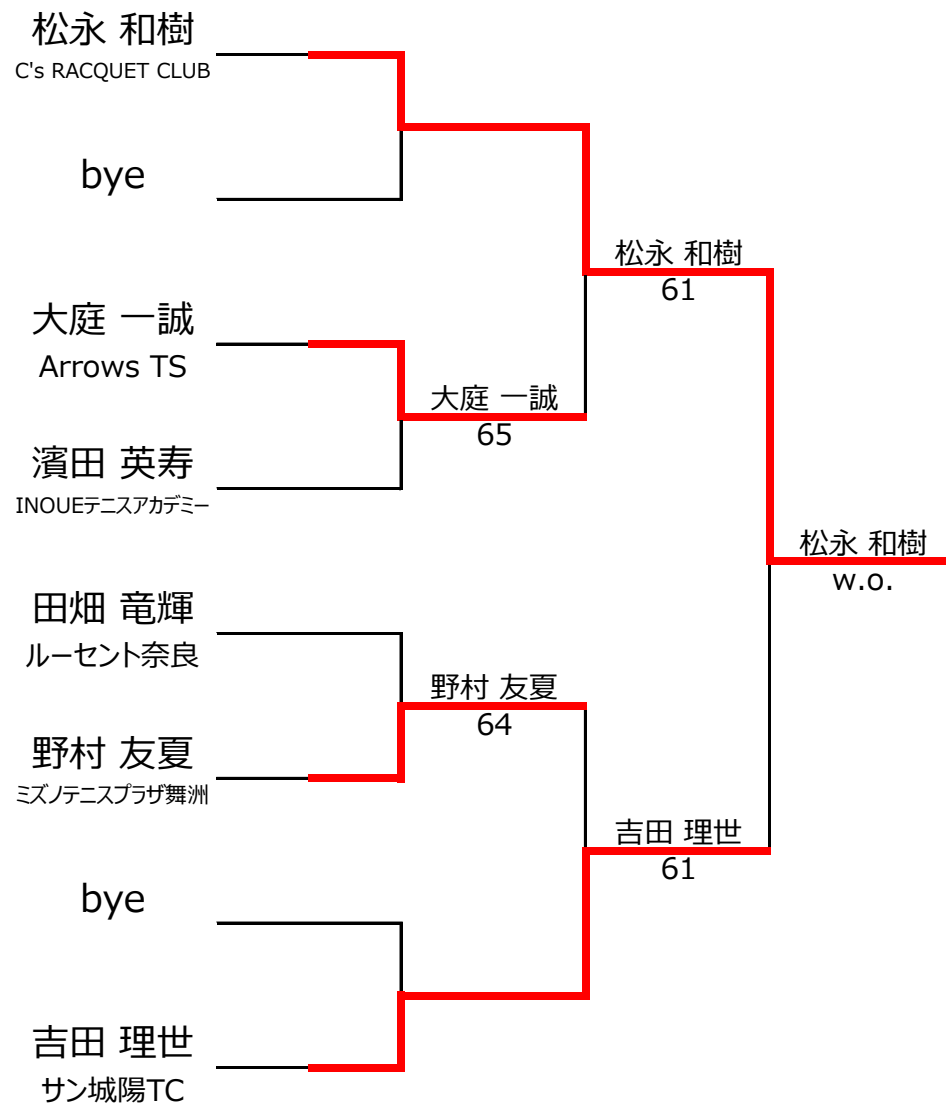 松永 和樹
C's RACQUET CLUB
bye
大庭 一誠
Arrows TS
濱田 英寿
INOUEテニスアカデミー
田畑 竜輝
ルーセント奈良
野村 友夏
ミズノテニスプラザ舞洲
bye
吉田 理世
サン城陽TC
大庭 一誠
65
野村 友夏
64
松永 和樹
61
吉田 理世
61
松永 和樹
w.o.